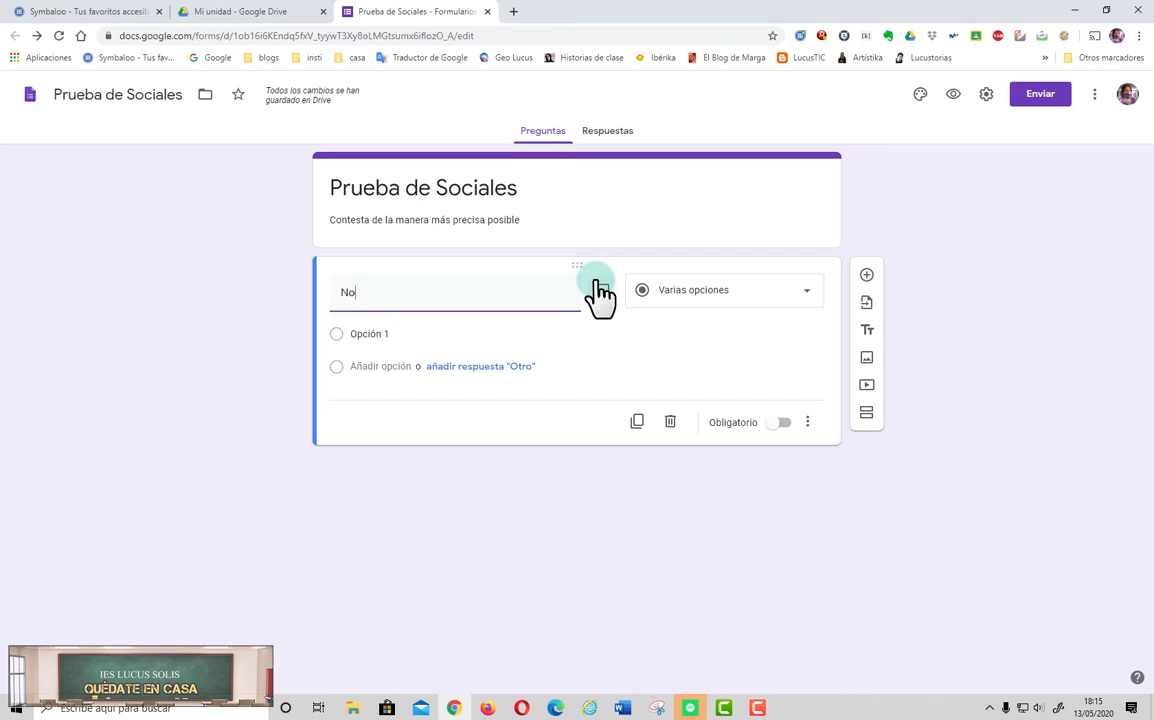 Symbaloo - Tus favoritos accesib
Mi unidad - Google Drive
Prueba de Sociales - Formularios
docs.google.com/forms/d/1ob16i6KEndq5fxV_tyywT3Xy8oLMGtsumx6iflozO_A/edit
Aplicaciones
Symbaloo - Tus fav...
Google
blogs
insti
casa
Traductor de Google
Geo Lucus
Historias de clase
Ibérika
El Blog de Marga
LucusTIC
Artístika
Lucustorias
»
Otros marcadores
Prueba de Sociales
Todos los cambios se han
guardado en Drive
Enviar
Preguntas
Respuestas
Prueba de Sociales
Contesta de la manera más precisa posible
No
Varias opciones
Opción 1
Añadir opción o añadir respuesta "Otro"
Obligatorio
IES LUCUS SOLIS
QUÉDATE EN CASA
Escribe aquí para buscar
18:15
13/05/2020